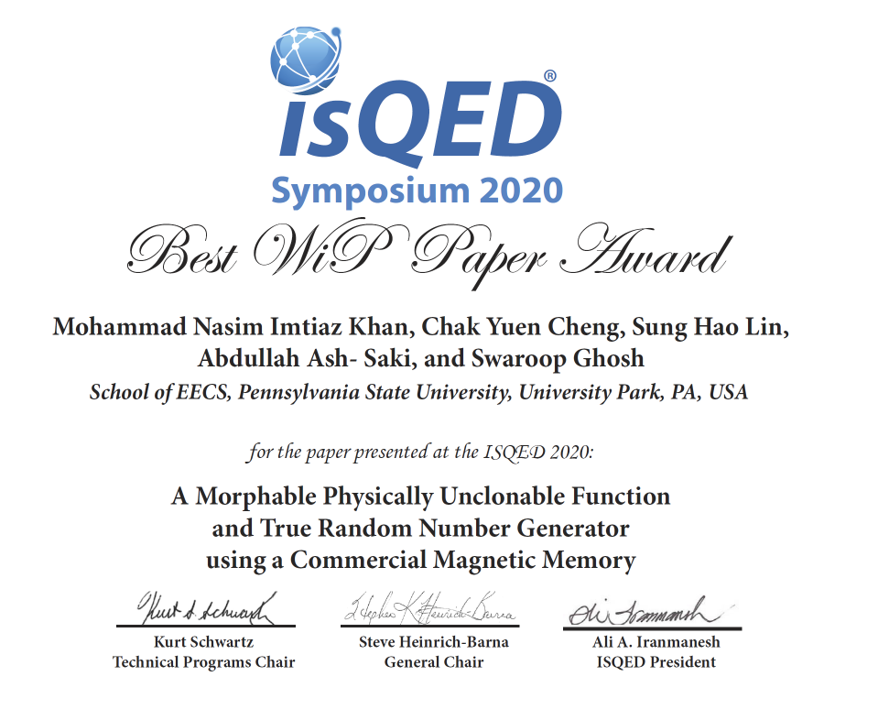 isQED®
Symposium 2020
Best WiP Paper Award
Mohammad Nasim Imtiaz Khan, Chak Yuen Cheng, Sung Hao Lin,
Abdullah Ash- Saki, and Swaroop Ghosh
School of EECS, Pennsylvania State University, University Park, PA, USA
for the paper presented at the ISQED 2020:
A Morphable Physically Unclonable Function
and True Random Number Generator
using a Commercial Magnetic Memory
Kurt S Schwartz Stephen K Heinrich-Barna Ali Iranmanesh
Kurt Schwartz Steve Heinrich-Barna Ali A. Iranmanesh
Technical Programs Chair General Chair ISQED President